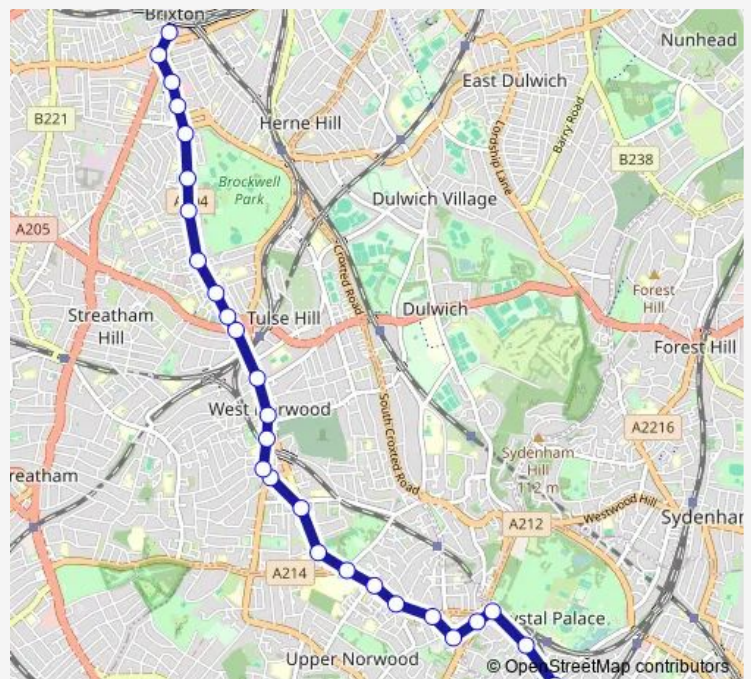 Brixton
Nunhead
East Dulwich
B221
Herne Hill
Lordship Lane
Barry Road
B238
Brockwell
Park
Dulwich Village
A205
Croxted Road
Forest
Hill
Streatham
Hill
Tulse Hill
Dulwich
Forest Hill
West Norwood
South Croxted Road
A2216
Sydenham
Hill
112 m
reatham
Westwood Hill
Sydenhar
A212
A214
ystal Palace
Upper Norwood
© OpenStreetMap contributors